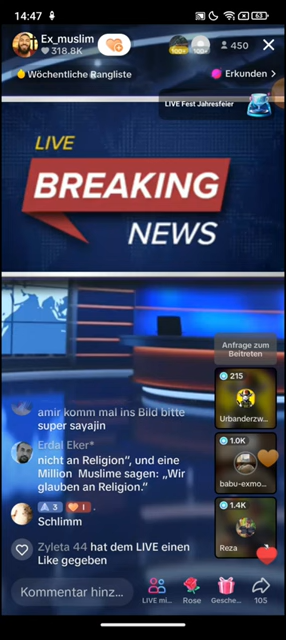 14:47
63
Ex_muslim
318.8K
100+
100+
450
Wöchentliche Rangliste
Erkunden >
LIVE Fest Jahresfeier
LIVE
BREAKING
NEWS
Anfrage zum
Beitreten
215
Urbanderzw...
amir komm mal ins Bild bitte
super sayajin
Erdal Eker*
nicht an Religion“, und eine
Million Muslime sagen: „Wir
glauben an Religion.“
1.0K
babu-exmo...
3
1
Schlimm
1.4K
Reza
Zyleta 44 hat dem LIVE einen
Like gegeben
Kommentar hinz...
LIVE mi...
Rose
Gesche...
105